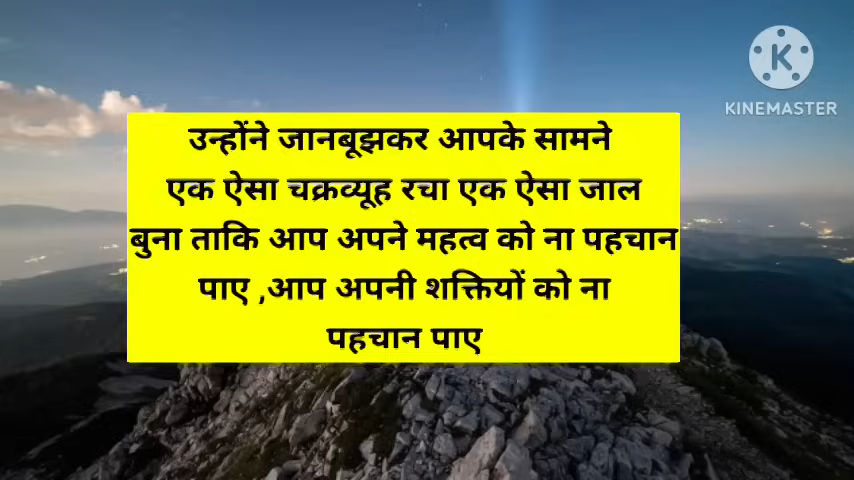 KINEMASTER
उन्होंने जानबूझकर आपके सामने
एक ऐसा चक्रव्यूह रचा एक ऐसा जाल
बुना ताकि आप अपने महत्व को ना पहचान
पाए ,आप अपनी शक्तियों को ना
पहचान पाए